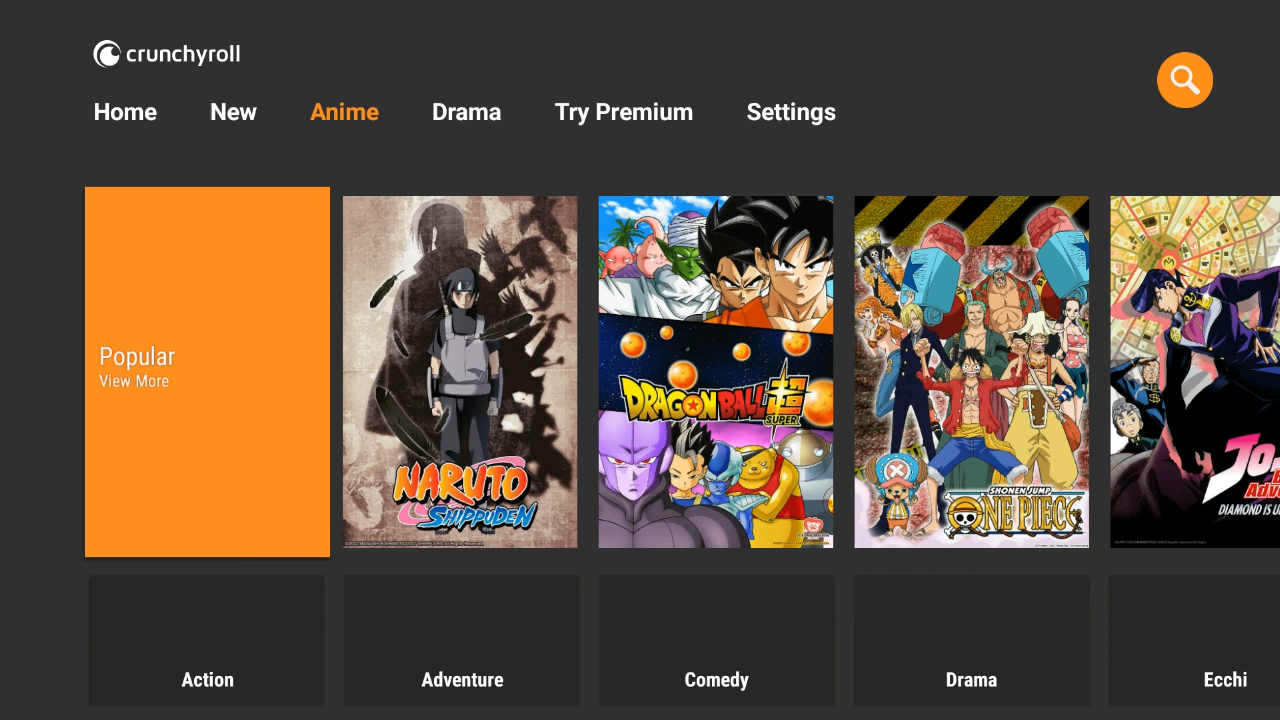 crunchyroll
Home New Anime Drama Try Premium Settings
Popular
View More
NARUTO
SHIPPUDEN
DRAGON BALL 超
SUPER
SHONEN JUMP
ONE PIECE
DIAMOND IS
Action Adventure Comedy Drama Ecchi